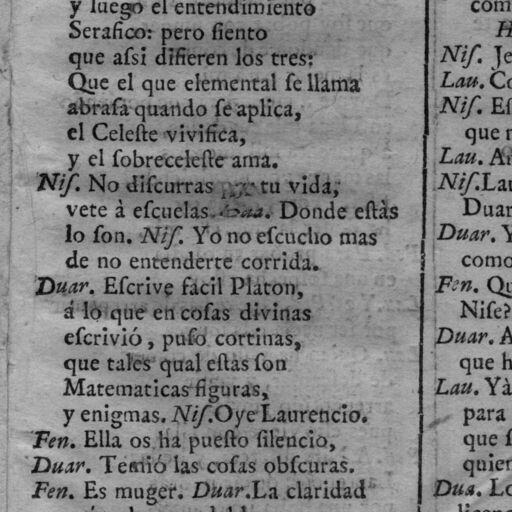 y luego el entendimiento
Serafico: pero ſiento
que aſsi diſieren los tres:
Que el que elemental ſe llama
abraſa quando ſe aplica,
el Celeſte vivifica,
y el ſobreceleſte ama.
Niſ. No diſcurras por tu vida,
vete à eſcuelas. Lau. Donde eſtàs
lo ſon. Niſ. Yo no eſcucho mas
de no entenderte corrida.
Duar. Eſcrive facil Platon,
á lo que en coſas divinas
eſcrivió, puſo cortinas,
que tales qual eſtas ſon
Matematicas figuras,
y enigmas. Niſ. Oye Laurencio.
Fen. Ella os ha pueſto ſilencio,
Duar. Temió las coſas obſcuras.
Fen. Es muger. Duar. La claridad
com
H
Niſ. Je
Lau. Co
Niſ. Eſ
que
Lau. A
Niſ. Lau
Duar
Duar. Y
como
Fen. Qu
Niſe?
Duar. A
que h
Lau. Yà
para
que ſ
quier
Dua. Lo